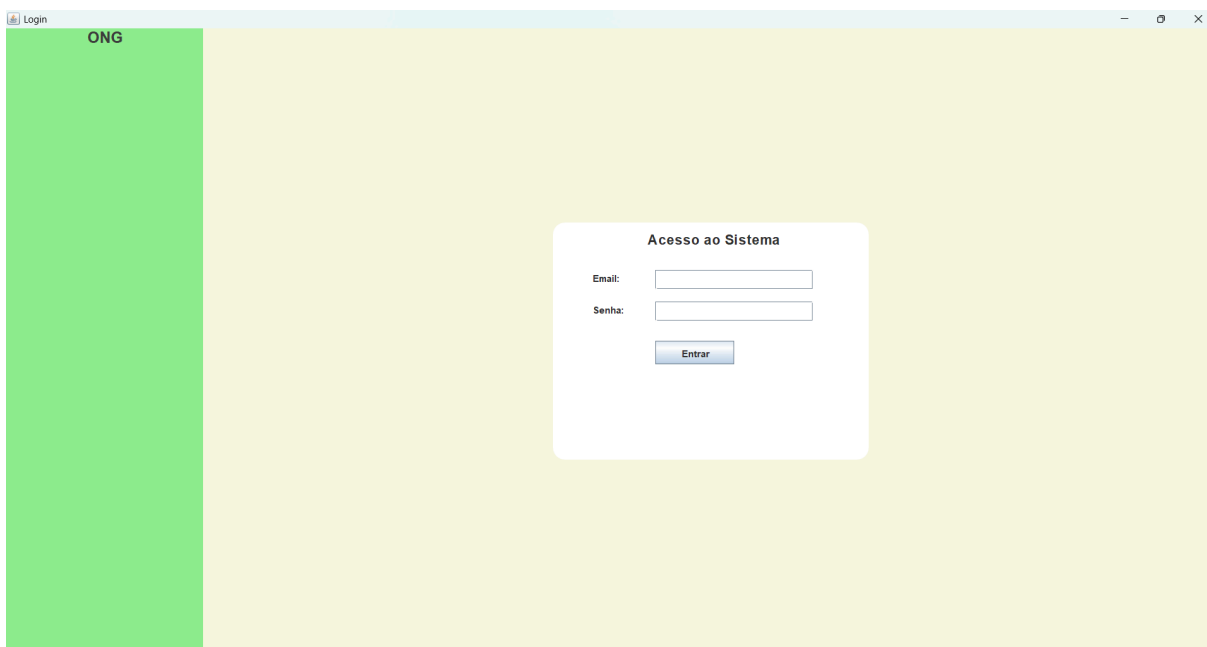 Login
ONG
Acesso ao Sistema
Email:
Senha:
Entrar